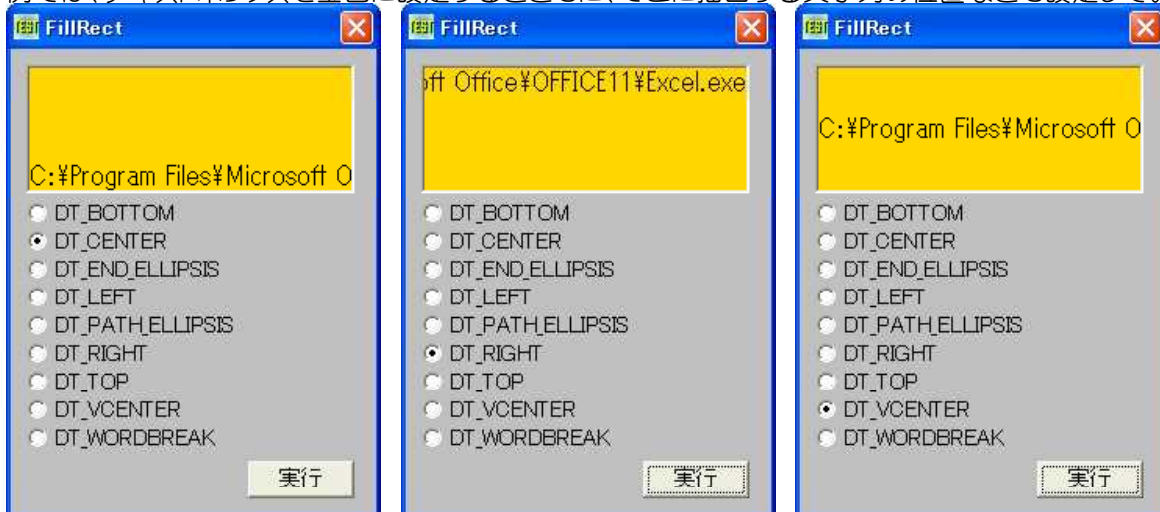 FillRect
C:¥Program Files¥Microsoft O
DT_BOTTOM
DT_CENTER
DT_END_ELLIPSIS
DT_LEFT
DT_PATH_ELLIPSIS
DT_RIGHT
DT_TOP
DT_VCENTER
DT_WORDBREAK
実行
FillRect
oft Office¥OFFICE11¥Excel.exe
DT_BOTTOM
DT_CENTER
DT_END_ELLIPSIS
DT_LEFT
DT_PATH_ELLIPSIS
DT_RIGHT
DT_TOP
DT_VCENTER
DT_WORDBREAK
実行
FillRect
C:¥Program Files¥Microsoft O
DT_BOTTOM
DT_CENTER
DT_END_ELLIPSIS
DT_LEFT
DT_PATH_ELLIPSIS
DT_RIGHT
DT_TOP
DT_VCENTER
DT_WORDBREAK
実行